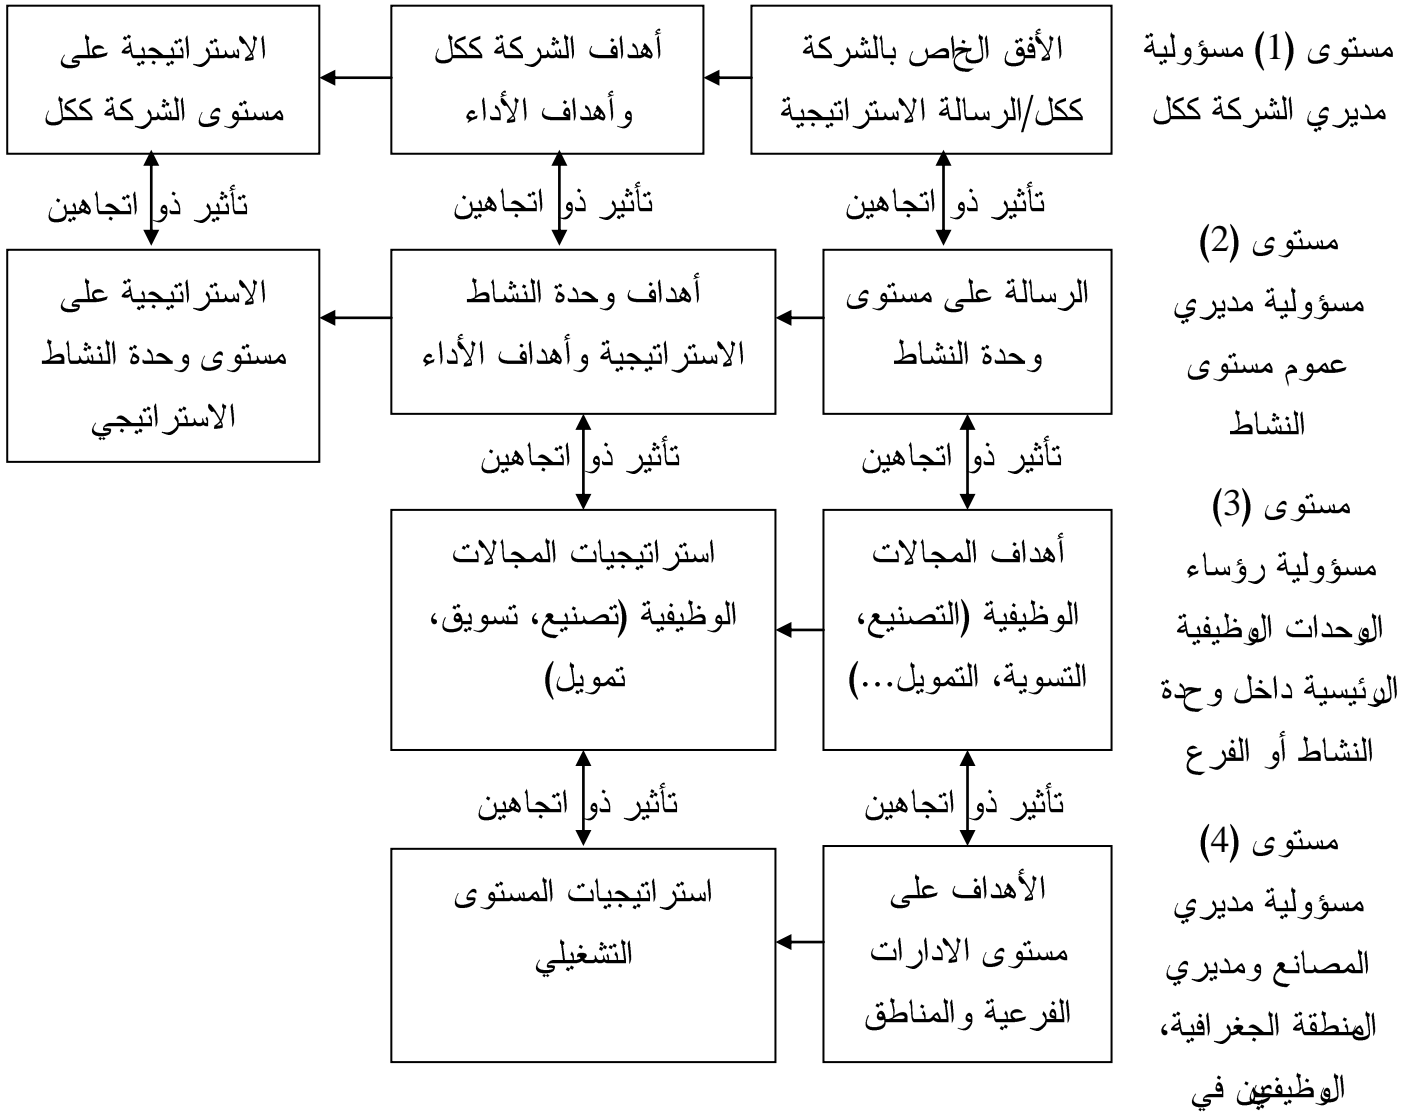 مستوى (1) مسؤولية
مديري الشركة ككل
الأفق الخاص بالشركة
ككل/الرسالة الاستراتيجية
أهداف الشركة ككل
وأهداف الأداء
الاستراتيجية على
مستوى الشركة ككل
تأثير ذو اتجاهين
تأثير ذو اتجاهين
تأثير ذو اتجاهين
مستوى (2)
مسؤولية مديري
عموم مستوى
النشاط
الرسالة على مستوى
وحدة النشاط
أهداف وحدة النشاط
الاستراتيجية وأهداف الأداء
الاستراتيجية على
مستوى وحدة النشاط
الاستراتيجي
تأثير ذو اتجاهين
تأثير ذو اتجاهين
مستوى (3)
مسؤولية رؤساء
الوحدات الوظيفية
الرئيسية داخل وحدة
النشاط أو الفرع
أهداف المجالات
الوظيفية (التصنيع،
التسوية، التمويل...)
استراتيجيات المجالات
الوظيفية (تصنيع، تسويق،
تمويل)
تأثير ذو اتجاهين
تأثير ذو اتجاهين
مستوى (4)
مسؤولية مديري
المصانع ومديري
المنطقة الجغرافية،
الوظيفيين في
الأهداف على
مستوى الادارات
الفرعية والمناطق
استراتيجيات المستوى
التشغيلي